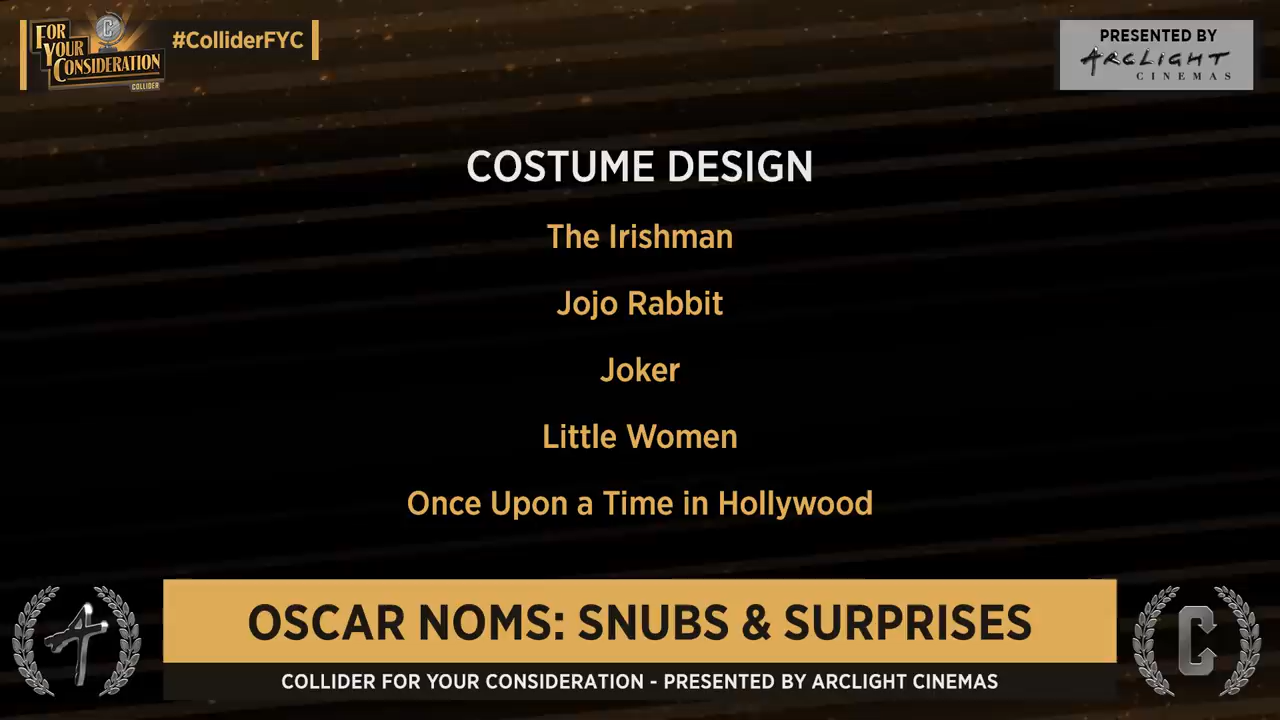 FOR
YOUR
CONSIDERATION
COLLIDER
#ColliderFYC
PRESENTED BY
ARCLIGHT
CINEMAS
COSTUME DESIGN
The Irishman
Jojo Rabbit
Joker
Little Women
Once Upon a Time in Hollywood
OSCAR NOMS: SNUBS & SURPRISES
COLLIDER FOR YOUR CONSIDERATION - PRESENTED BY ARCLIGHT CINEMAS